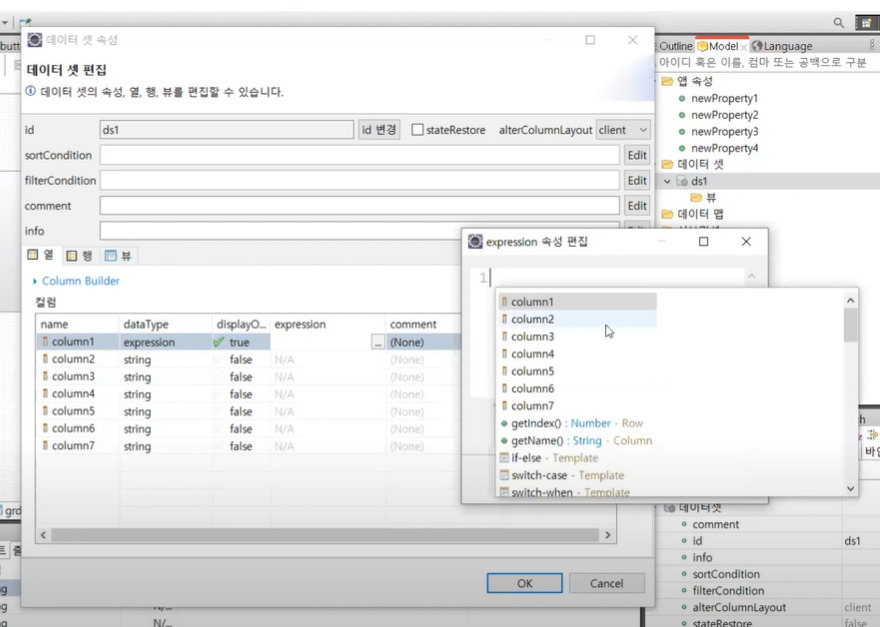 데이터 셋 속성
데이터 셋 편집
데이터 셋의 속성, 열, 행, 뷰를 편집할 수 있습니다.
id ds1 id 변경 stateRestore alterColumnLayout client
sortCondition Edit
filterCondition Edit
comment Edit
info
열 행 뷰
Column Builder
컬럼
name dataType displayO... expression comment
column1 expression true ... (None)
column2 string false N/A (None)
column3 string false N/A (None)
column4 string false N/A (None)
column5 string false N/A (None)
column6 string false N/A (None)
column7 string false N/A (None)
OK Cancel
expression 속성 편집
1
column1
column2
column3
column4
column5
column6
column7
getIndex() : Number - Row
getName() : String - Column
if-else - Template
switch-case - Template
switch-when - Template
Outline Model Language
아이디 혹은 이름, 컴마 또는 공백으로 구분
앱 속성
newProperty1
newProperty2
newProperty3
newProperty4
데이터 셋
ds1
뷰
데이터 맵
데이터셋
comment
id ds1
info
sortCondition
filterCondition
alterColumnLayout client
stateRestore false
butt
grd
N/...
N/...